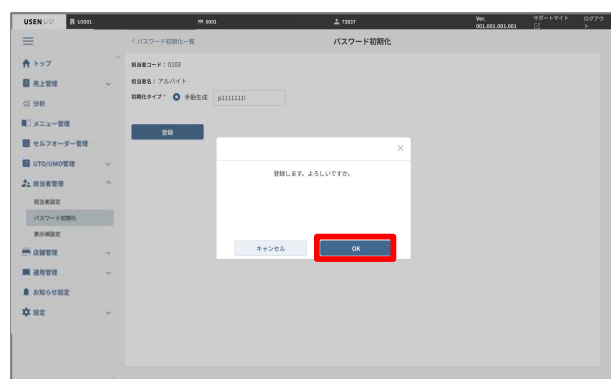 USEN レジ
U3001
0001
T3837
Ver.
001.001.001.001
サポートサイト
ログアウト
< パスワード初期化一覧
パスワード初期化
トップ
売上管理
分析
メニュー管理
セルフオーダー管理
UTO/UMO管理
担当者管理
担当者設定
パスワード初期化
表示順設定
店舗管理
運用管理
お知らせ設定
設定
担当者コード: 0103
担当者名: アルバイト
初期化タイプ* 手動生成 p1111111!
登録
登録します。よろしいですか。
キャンセル
OK